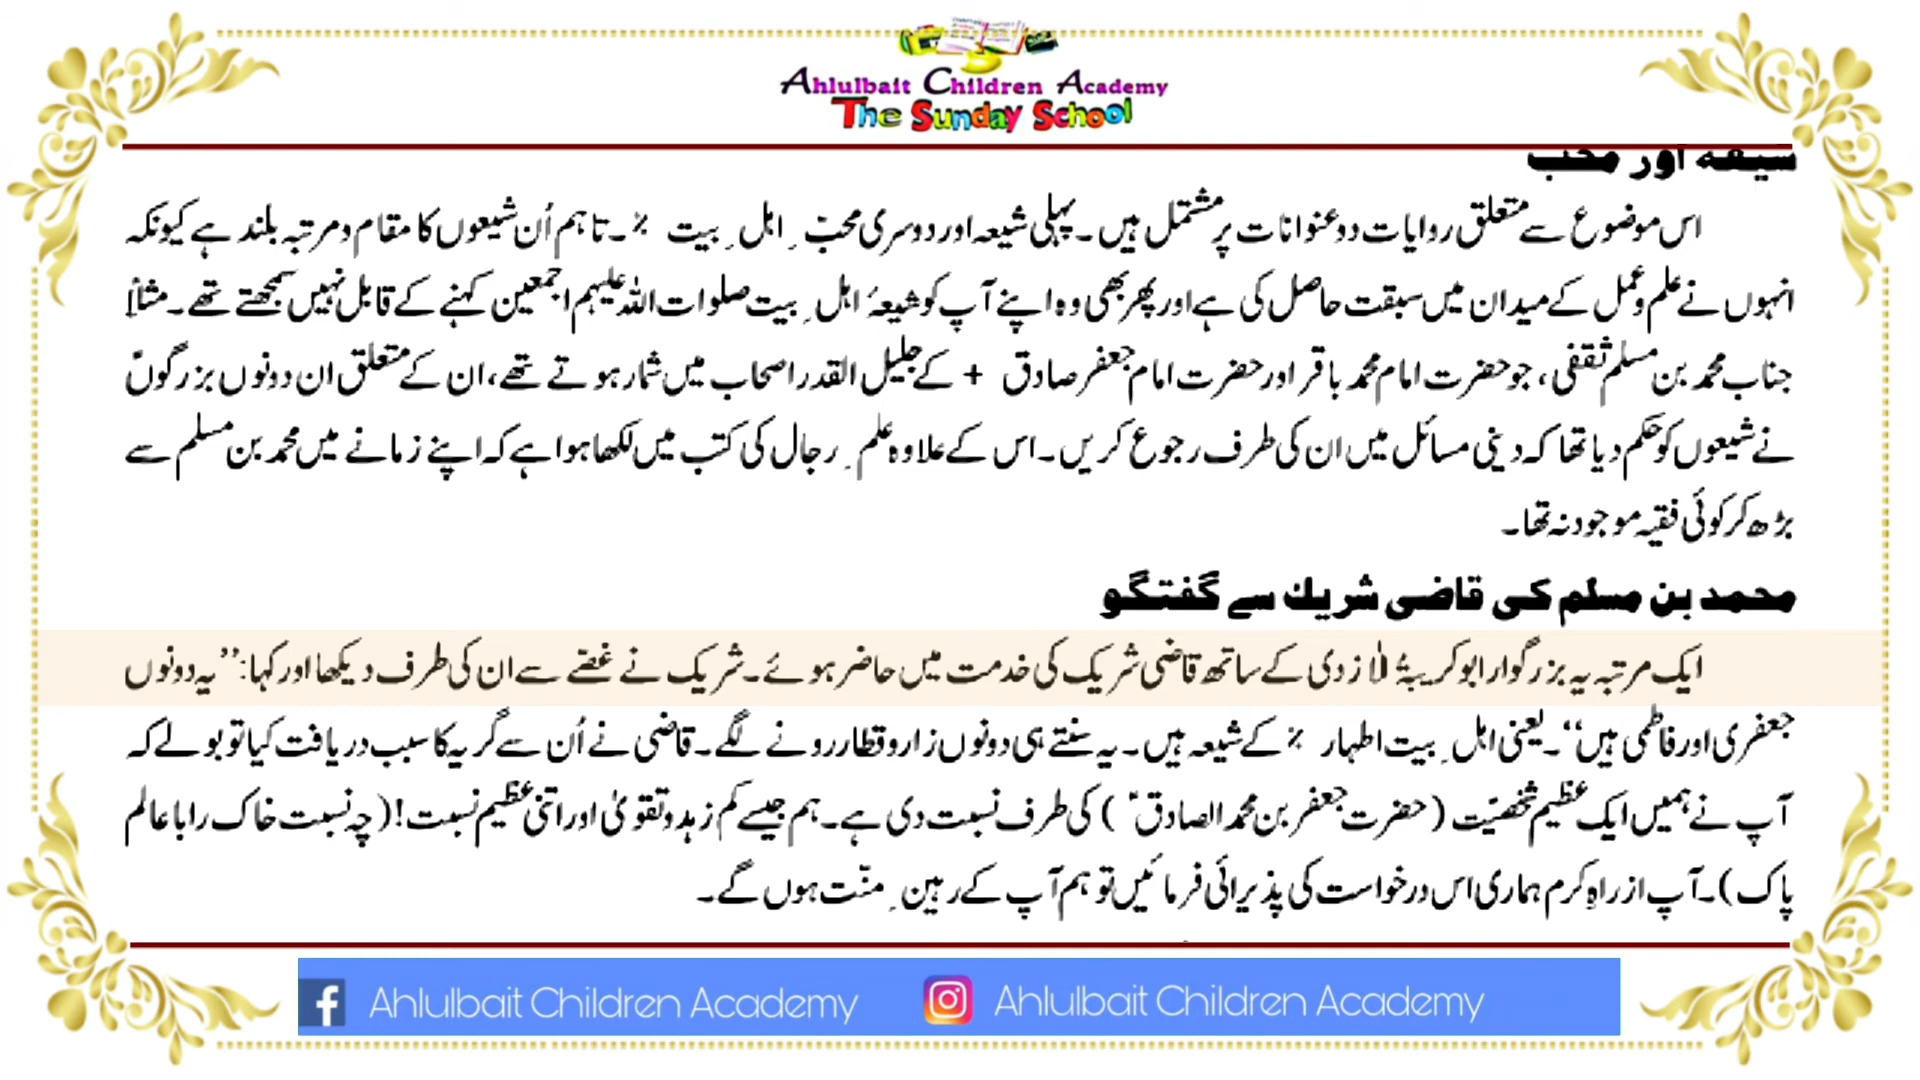 Ahlulbait Children Academy
The Sunday School
شیعہ اور محب
اس موضوع سے متعلق روایات دو عنوانات پر مشتمل ہیں۔ پہلی شیعہ اور دوسری محبّ ِ اہل ِ بیت ٪۔ تاہم اُن شیعوں کا مقام و مرتبہ بلند ہے کیونکہ
انہوں نے علم و عمل کے میدان میں سبقت حاصل کی ہے اور پھر بھی وہ اپنے آپ کو شیعۂ اہل ِ بیت صلوات اللہ علیہم اجمعین کہنے کے قابل نہیں سمجھتے تھے۔ مثلاً
جناب محمد بن مسلم ثقفی، جو حضرت امام محمد باقر اور حضرت امام جعفر صادق + کے جلیل القدر اصحاب میں شمار ہوتے تھے، ان کے متعلق ان دونوں بزرگوںؑ
نے شیعوں کو حکم دیا تھا کہ دینی مسائل میں ان کی طرف رجوع کریں۔ اس کے علاوہ علم ِ رجال کی کتب میں لکھا ہوا ہے کہ اپنے زمانے میں محمد بن مسلم سے
بڑھ کر کوئی فقیہ موجود نہ تھا۔
محمد بن مسلم کی قاضی شریک سے گفتگو
ایک مرتبہ یہ بزرگوار ابو کریبۂ الازدی کے ساتھ قاضی شریک کی خدمت میں حاضر ہوئے۔ شریک نے غصّے سے ان کی طرف دیکھا اور کہا: ’’یہ دونوں
جعفری اور فاطمی ہیں‘‘۔ یعنی اہل ِ بیت اطہار ٪ کے شیعہ ہیں۔ یہ سنتے ہی دونوں زار و قطار رونے لگے۔ قاضی نے اُن سے گریہ کا سبب دریافت کیا تو بولے کہ
آپ نے ہمیں ایک عظیم شخصیّت (حضرت جعفر بن محمد الصادق ؑ) کی طرف نسبت دی ہے۔ ہم جیسے کم زہد و تقویٰ اور اتنی عظیم نسبت! (چہ نسبت خاک را با عالم
پاک)۔ آپ از راہِ کرم ہماری اس درخواست کی پذیرائی فرمائیں تو ہم آپ کے رہین ِ منّت ہوں گے۔
Ahlulbait Children Academy
Ahlulbait Children Academy